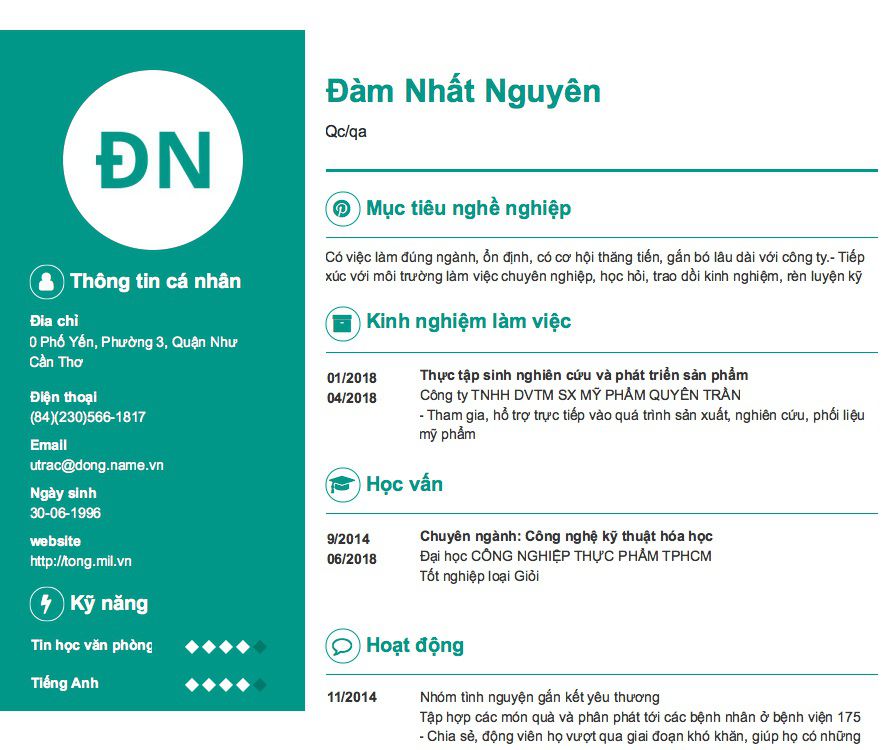 ĐN
Thông tin cá nhân
Địa chỉ
0 Phố Yến, Phường 3, Quận Như
Cần Thơ
Điện thoại
(84)(230)566-1817
Email
utrac@dong.name.vn
Ngày sinh
30-06-1996
website
http://tong.mil.vn
Kỹ năng
Tin học văn phòng
Tiếng Anh
Đàm Nhất Nguyên
Qc/qa
Mục tiêu nghề nghiệp
Có việc làm đúng ngành, ổn định, có cơ hội thăng tiến, gắn bó lâu dài với công ty.- Tiếp
xúc với môi trường làm việc chuyên nghiệp, học hỏi, trao dồi kinh nghiệm, rèn luyện kỹ
Kinh nghiệm làm việc
01/2018
04/2018
Thực tập sinh nghiên cứu và phát triển sản phẩm
Công ty TNHH DVTM SX MỸ PHẨM QUYÊN TRẦN
- Tham gia, hổ trợ trực tiếp vào quá trình sản xuất, nghiên cứu, phối liệu
mỹ phẩm
Học vấn
9/2014
06/2018
Chuyên ngành: Công nghệ kỹ thuật hóa học
Đại học CÔNG NGHIỆP THỰC PHẨM TPHCM
Tốt nghiệp loại Giỏi
Hoạt động
11/2014
Nhóm tình nguyện gắn kết yêu thương
Tập hợp các món quà và phân phát tới các bệnh nhân ở bệnh viện 175
- Chia sẻ, động viên họ vượt qua giai đoạn khó khăn, giúp họ có những